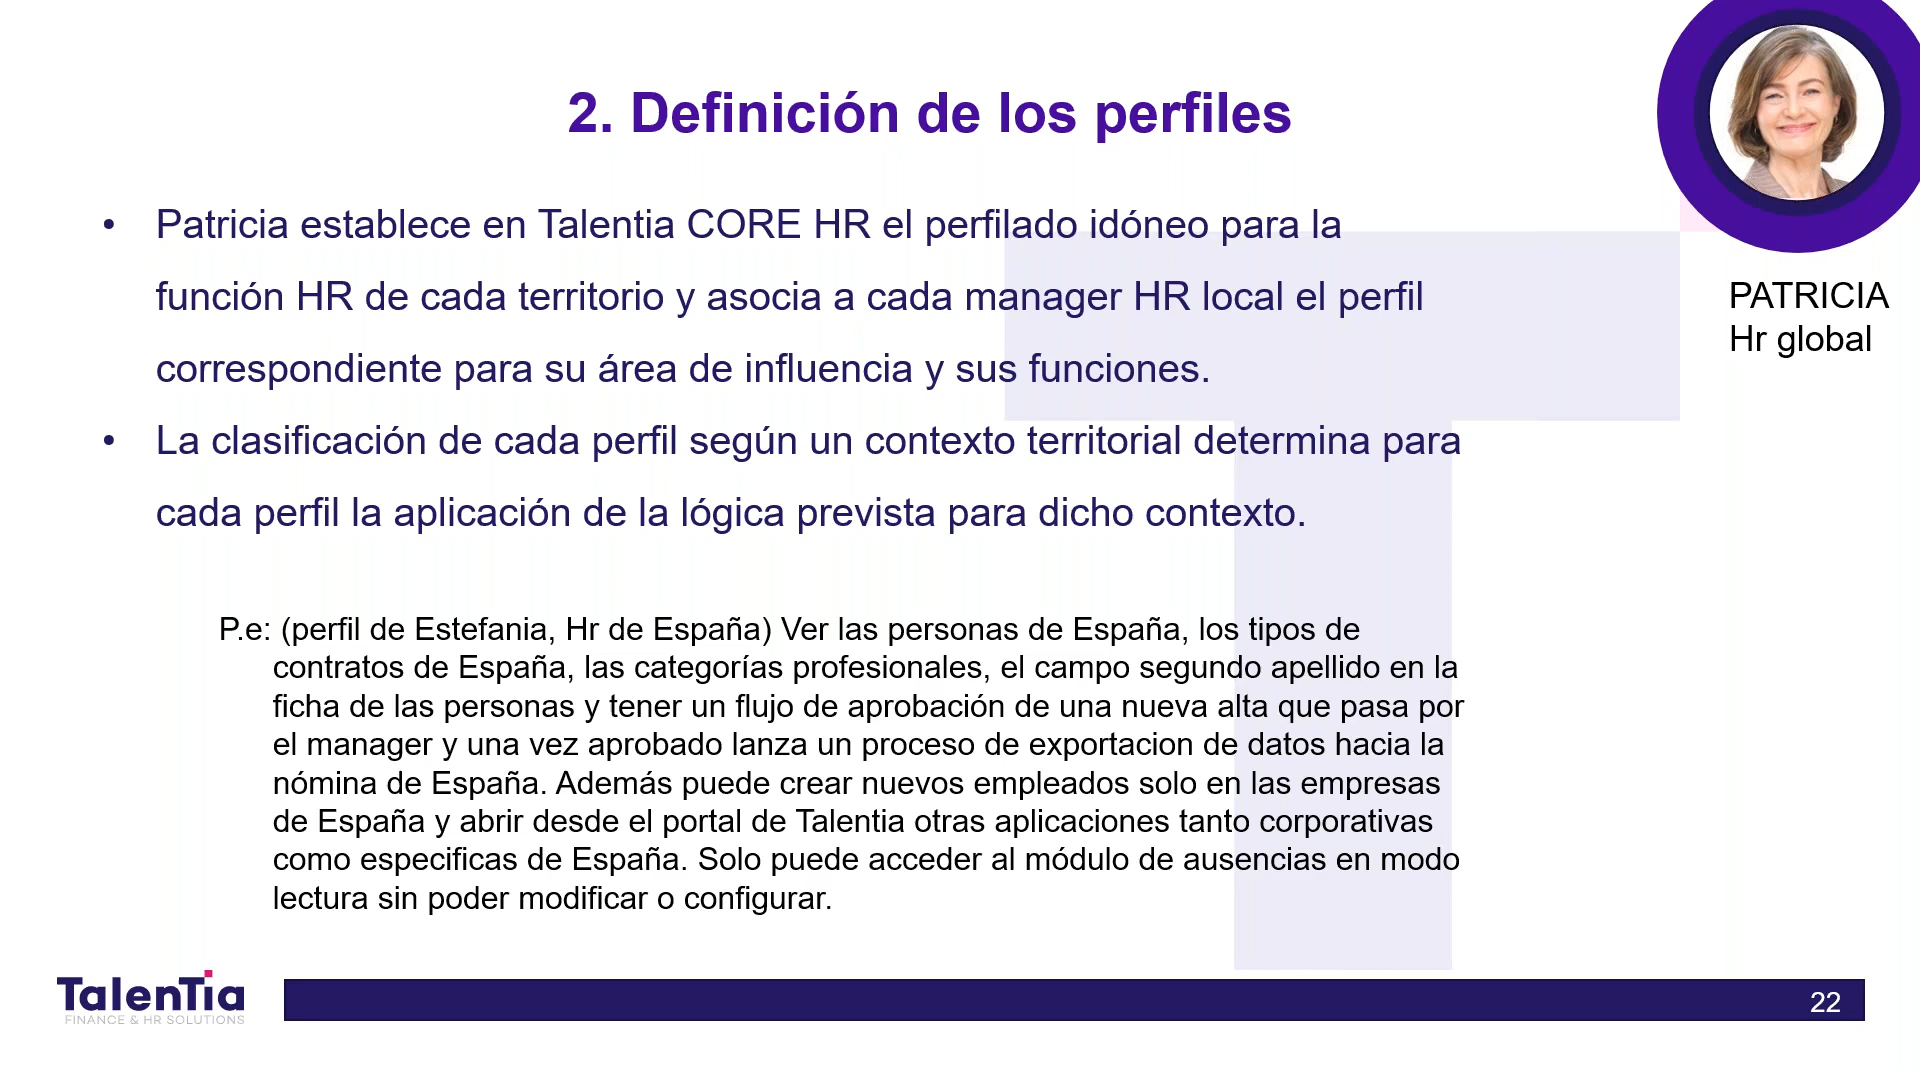 2. Definición de los perfiles
• Patricia establece en Talentia CORE HR el perfilado idóneo para la
función HR de cada territorio y asocia a cada manager HR local el perfil
correspondiente para su área de influencia y sus funciones.
• La clasificación de cada perfil según un contexto territorial determina para
cada perfil la aplicación de la lógica prevista para dicho contexto.
PATRICIA
Hr global
P.e: (perfil de Estefania, Hr de España) Ver las personas de España, los tipos de
contratos de España, las categorías profesionales, el campo segundo apellido en la
ficha de las personas y tener un flujo de aprobación de una nueva alta que pasa por
el manager y una vez aprobado lanza un proceso de exportacion de datos hacia la
nómina de España. Además puede crear nuevos empleados solo en las empresas
de España y abrir desde el portal de Talentia otras aplicaciones tanto corporativas
como especificas de España. Solo puede acceder al módulo de ausencias en modo
lectura sin poder modificar o configurar.
TalenTia
FINANCE & HR SOLUTIONS
22